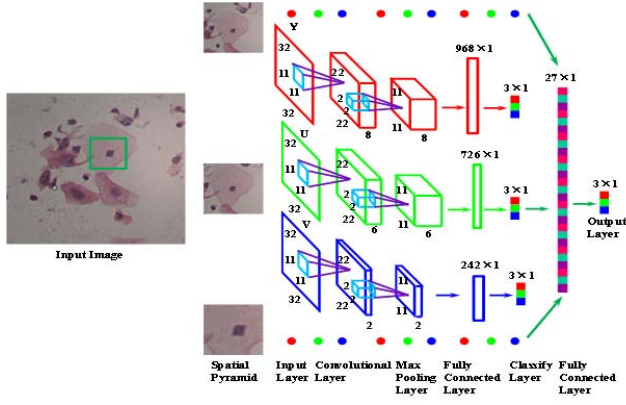 Y
32
11
11
32
22
2
2
22
8
11
11
8
968×1
3×1
27×1
U
32
11
11
32
22
2
2
22
6
11
11
6
726×1
3×1
3×1
Output
Layer
V
32
11
11
32
22
2
2
22
2
11
11
2
242×1
3×1
Input Image
Spatial
Pyramid
Input
Layer
Convolutional
Layer
Max
Pooling
Layer
Fully
Connected
Layer
Classify
Layer
Fully
Connected
Layer